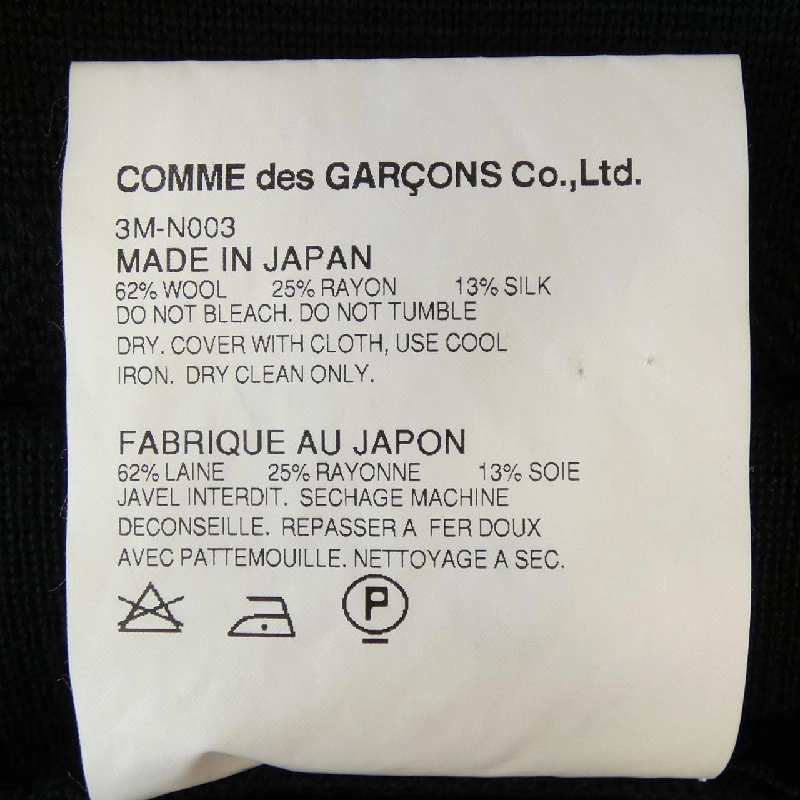 COMME des GARÇONS Co.,Ltd.
3M-N003
MADE IN JAPAN
62% WOOL 25% RAYON 13% SILK
DO NOT BLEACH. DO NOT TUMBLE
DRY. COVER WITH CLOTH, USE COOL
IRON. DRY CLEAN ONLY.
FABRIQUE AU JAPON
62% LAINE 25% RAYONNE 13% SOIE
JAVEL INTERDIT. SECHAGE MACHINE
DECONSEILLE. REPASSER A FER DOUX
AVEC PATTEMOUILLE. NETTOYAGE A SEC.
P